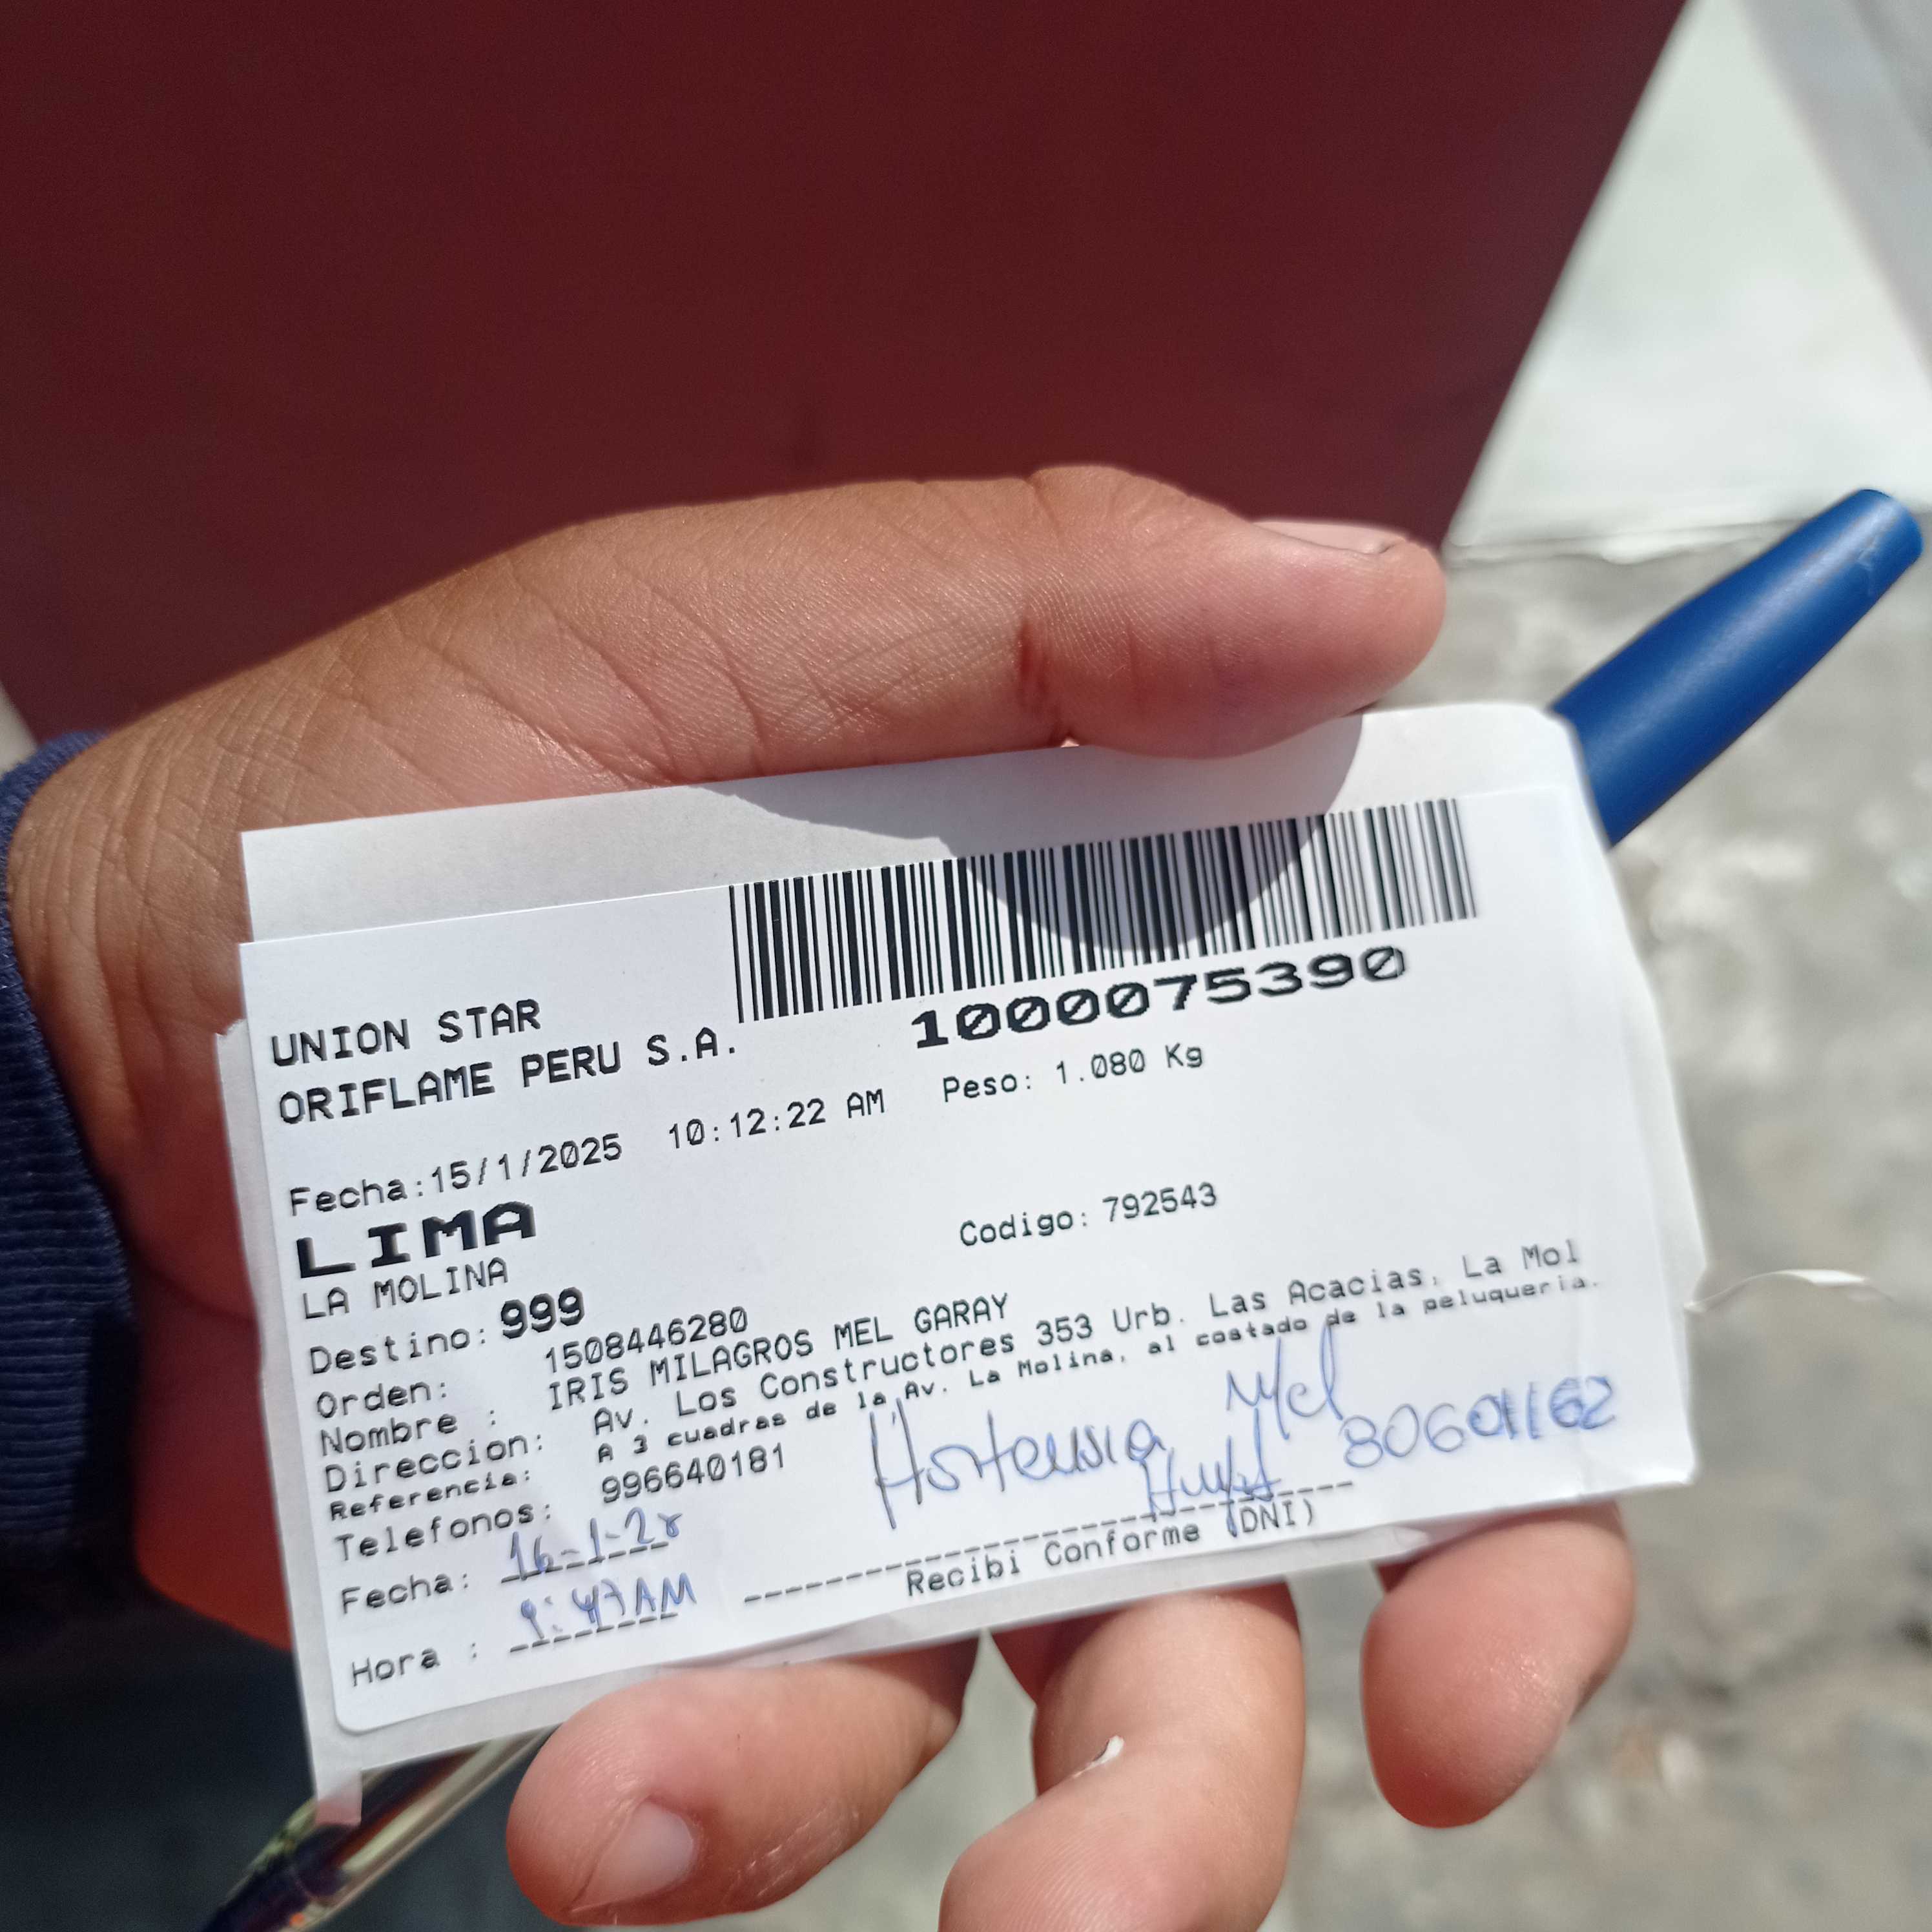 1000075390
UNION STAR
ORIFLAME PERU S.A.
Fecha:15/1/2025 10:12:22 AM Peso: 1.080 Kg
LIMA
LA MOLINA Codigo: 792543
Destino: 999
Orden: 1508446280
Nombre : IRIS MILAGROS MEL GARAY
Direccion: Av. Los Constructores 353 Urb. Las Acacias, La Mol
Referencia: A 3 cuadras de la Av. La Molina, al costado de la peluqueria.
Telefonos: 996640181
Hortensia Mel 80601162
Fecha: 16-1-25
Recibi Conforme (DNI)
Hora : 9:47AM